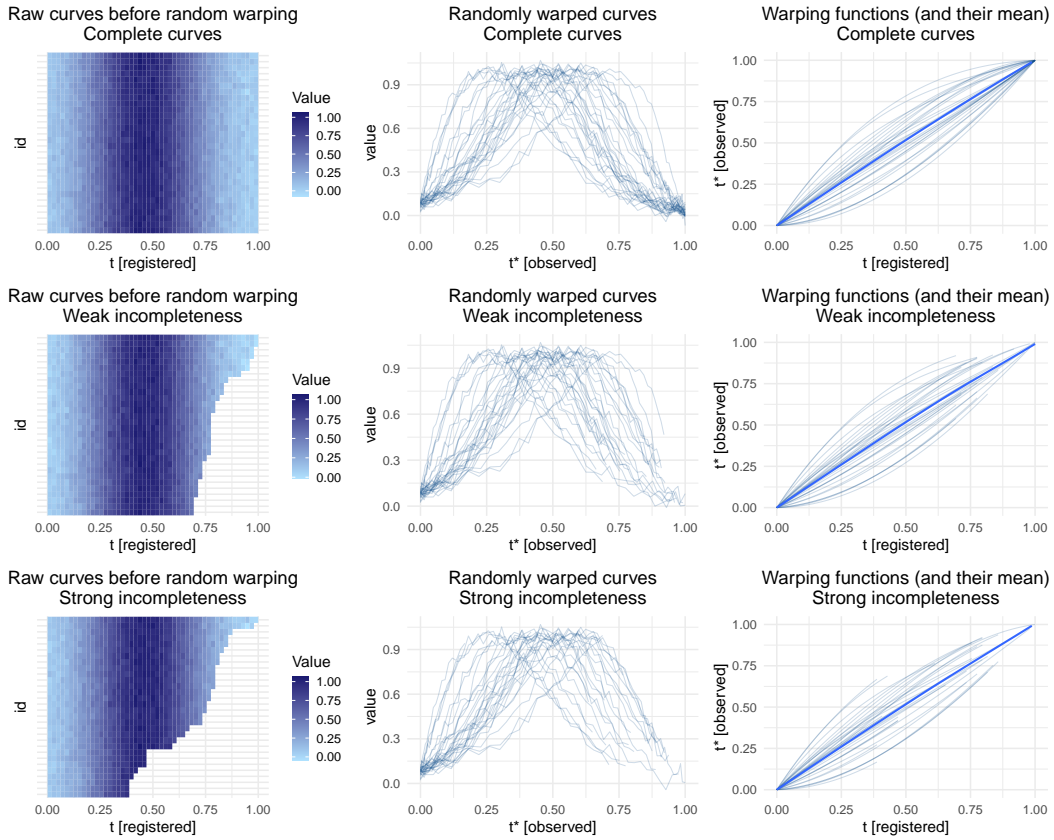 Raw curves before random warping
Complete curves
Value
1.00
0.75
0.50
0.25
0.00
id
0.00 0.25 0.50 0.75 1.00
t [registered]
Randomly warped curves
Complete curves
0.9
0.6
0.3
0.0
value
0.00 0.25 0.50 0.75 1.00
t* [observed]
Warping functions (and their mean)
Complete curves
1.00
0.75
0.50
0.25
0.00
t* [observed]
0.00 0.25 0.50 0.75 1.00
t [registered]
Raw curves before random warping
Weak incompleteness
Value
1.00
0.75
0.50
0.25
0.00
id
0.00 0.25 0.50 0.75 1.00
t [registered]
Randomly warped curves
Weak incompleteness
0.9
0.6
0.3
0.0
value
0.00 0.25 0.50 0.75 1.00
t* [observed]
Warping functions (and their mean)
Weak incompleteness
1.00
0.75
0.50
0.25
0.00
t* [observed]
0.00 0.25 0.50 0.75 1.00
t [registered]
Raw curves before random warping
Strong incompleteness
Value
1.00
0.75
0.50
0.25
0.00
id
0.00 0.25 0.50 0.75 1.00
t [registered]
Randomly warped curves
Strong incompleteness
0.9
0.6
0.3
0.0
value
0.00 0.25 0.50 0.75 1.00
t* [observed]
Warping functions (and their mean)
Strong incompleteness
1.00
0.75
0.50
0.25
0.00
t* [observed]
0.00 0.25 0.50 0.75 1.00
t [registered]